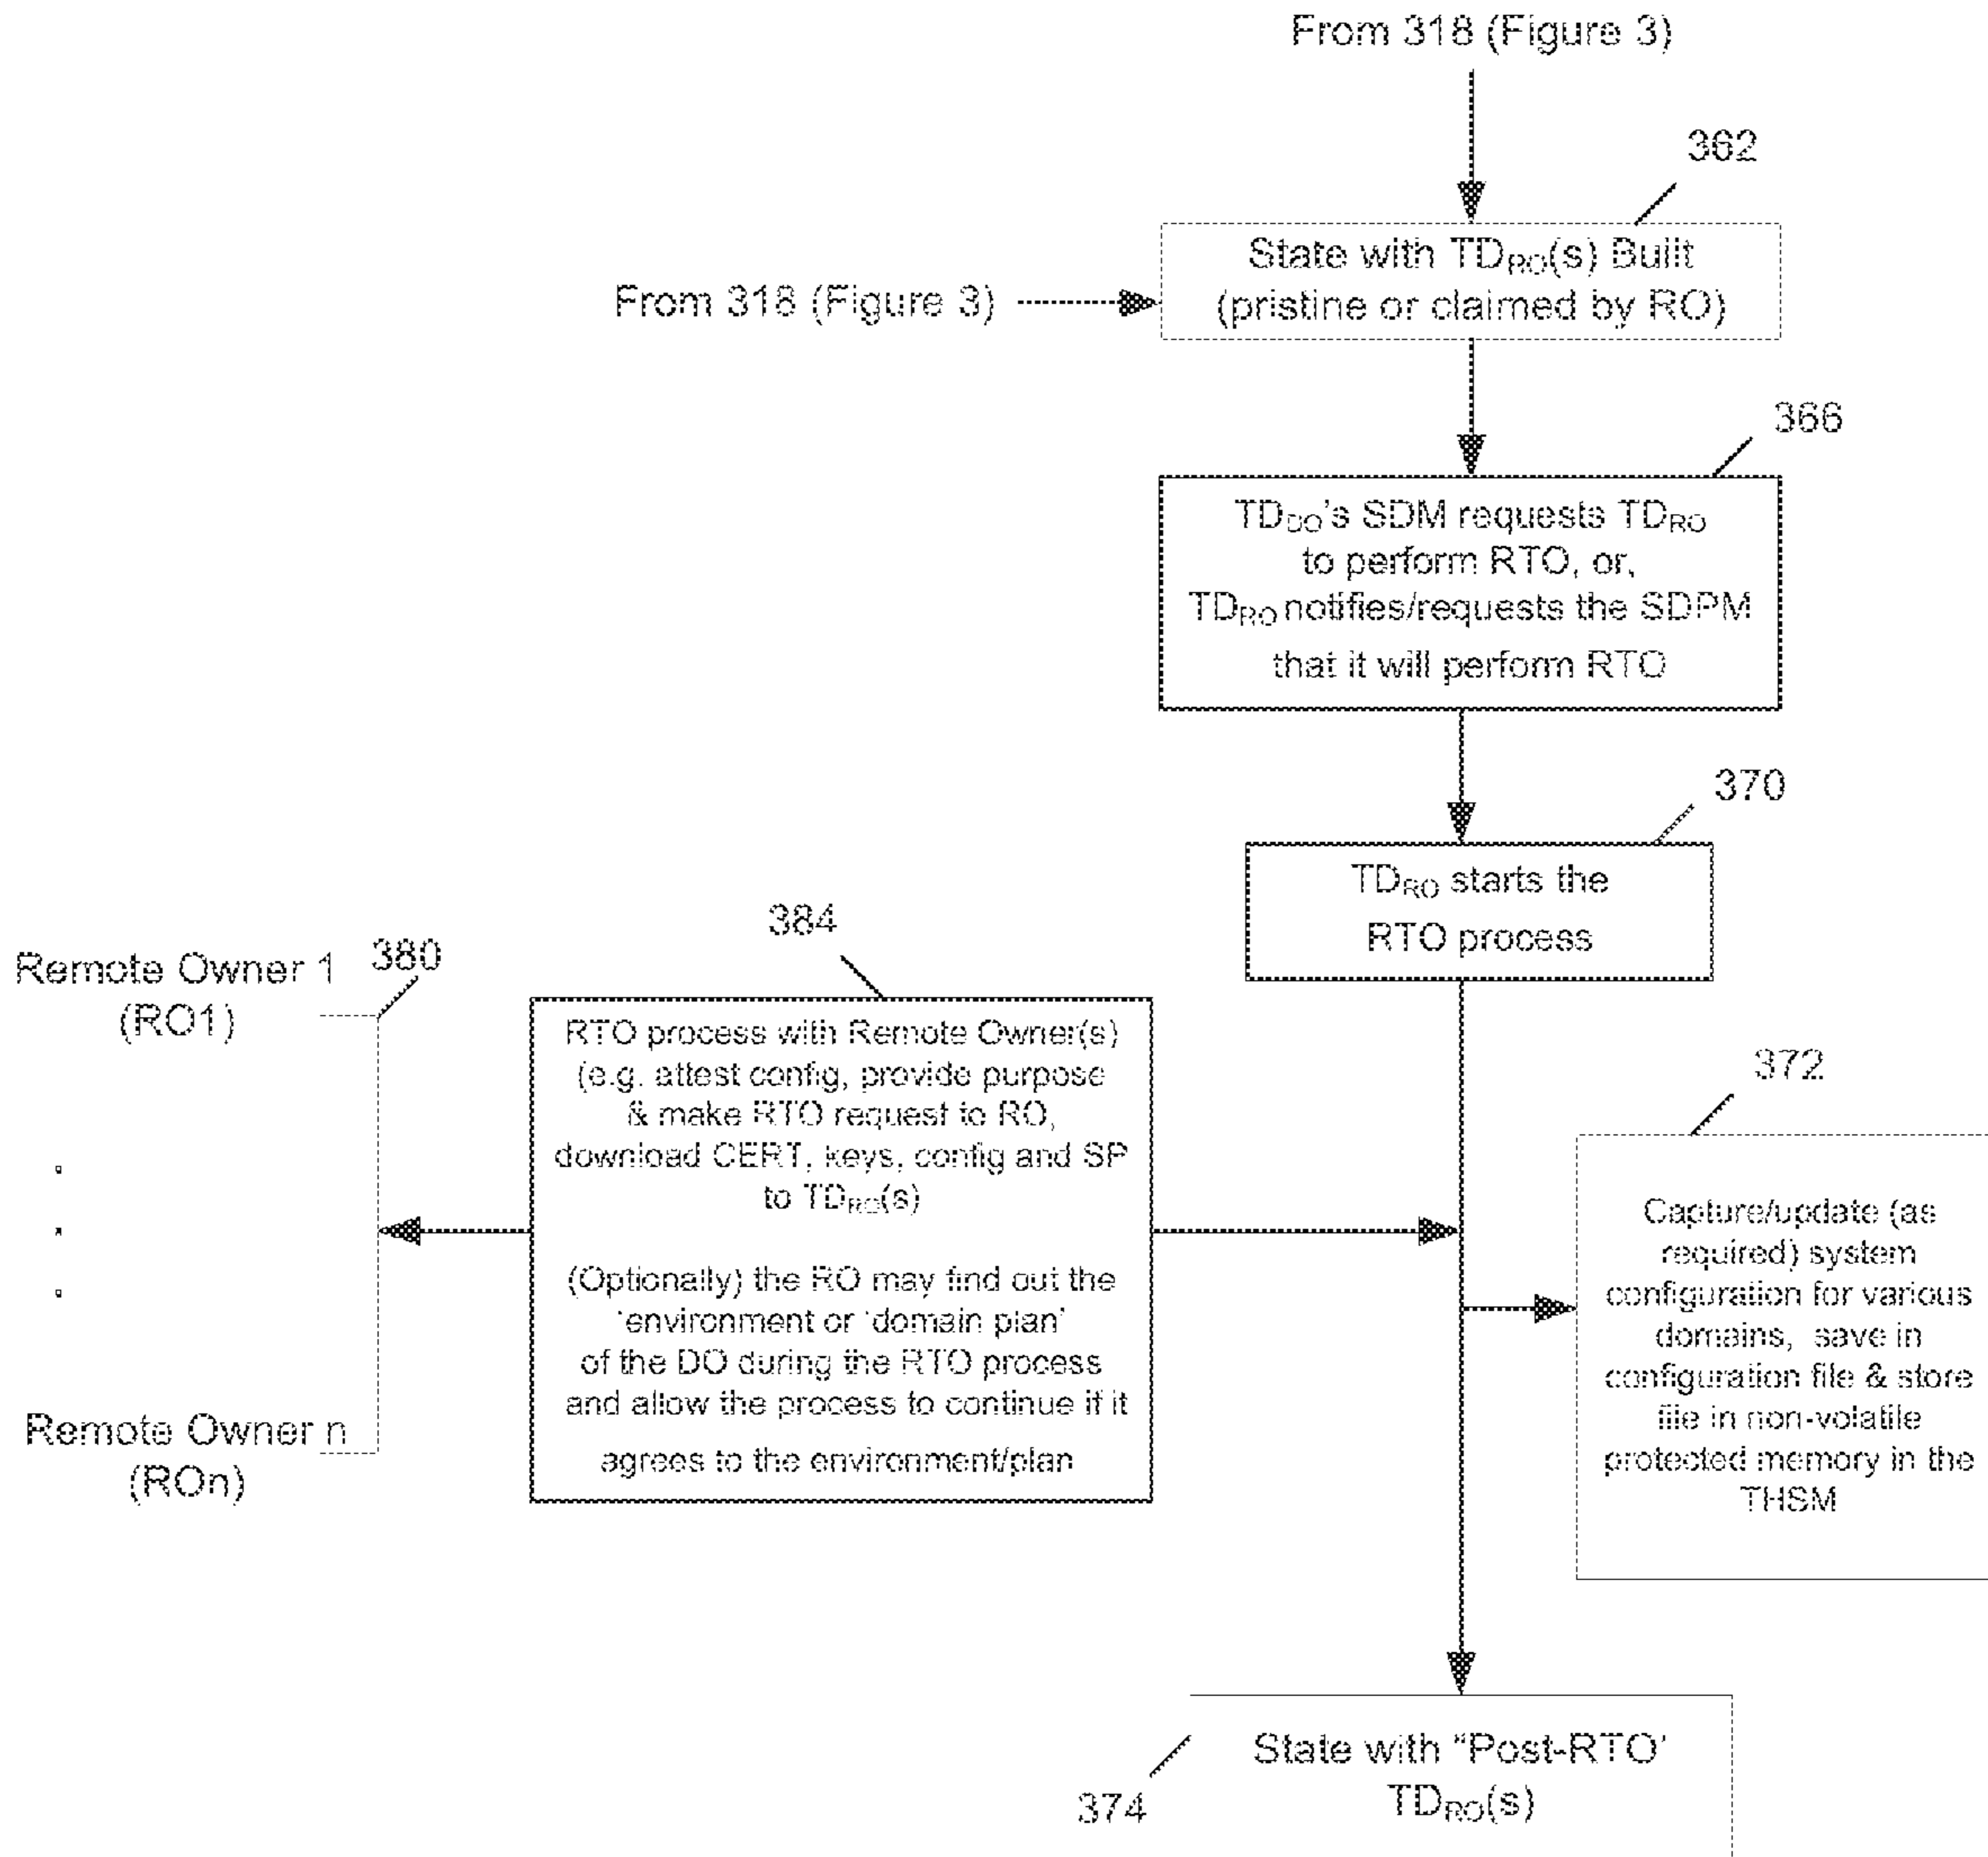 From 318 (Figure 3)
362
State with TDRO(s) Built
(pristine or claimed by RO)
From 318 (Figure 3)
366
TDDO's SDM requests TDRO
to perform RTO, or,
TDRO notifies/requests the SDPM
that it will perform RTO
370
TDRO starts the
RTO process
384
380
Remote Owner 1
(RO1)
RTO process with Remote Owner(s)
(e.g. attest config, provide purpose
& make RTO request to RO,
download CERT, keys, config and SP
to TDRO(s)
(Optionally) the RO may find out the
'environment or 'domain plan'
of the DO during the RTO process
and allow the process to continue if it
agrees to the environment/plan
372
Capture/update (as
required) system
configuration for various
domains, save in
configuration file & store
file in non-volatile
protected memory in the
THSM
Remote Owner n
(ROn)
374
State with "Post-RTO'
TDRO(s)